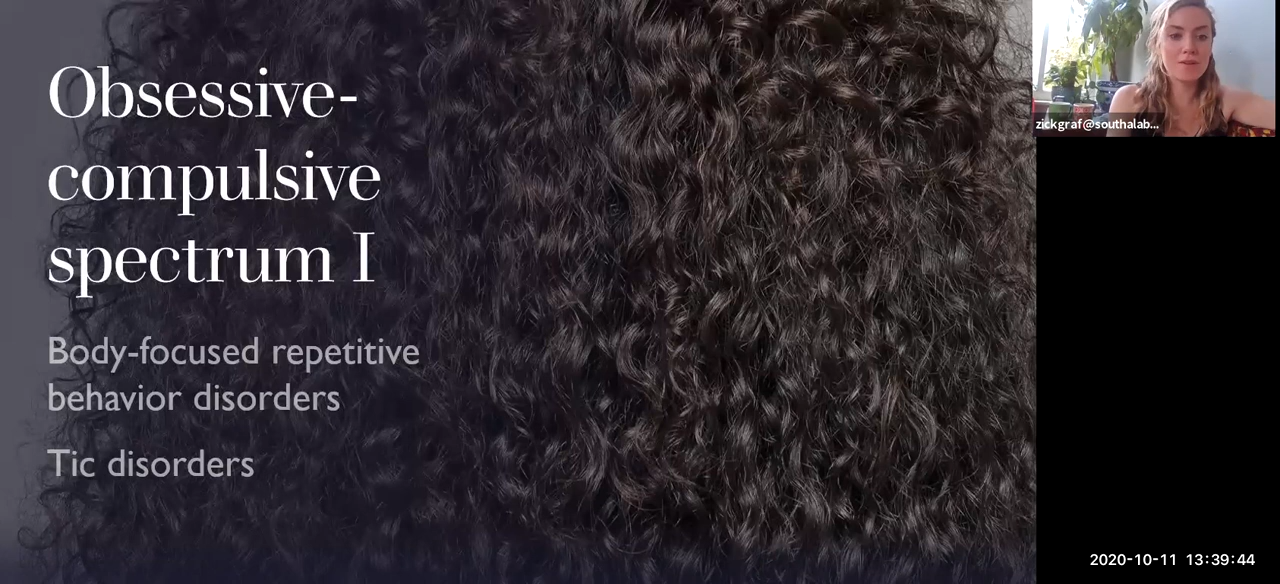 Obsessive-
compulsive
spectrum I
Body-focused repetitive
behavior disorders
Tic disorders
zickgraf@southalab...
2020-10-11 13:39:44